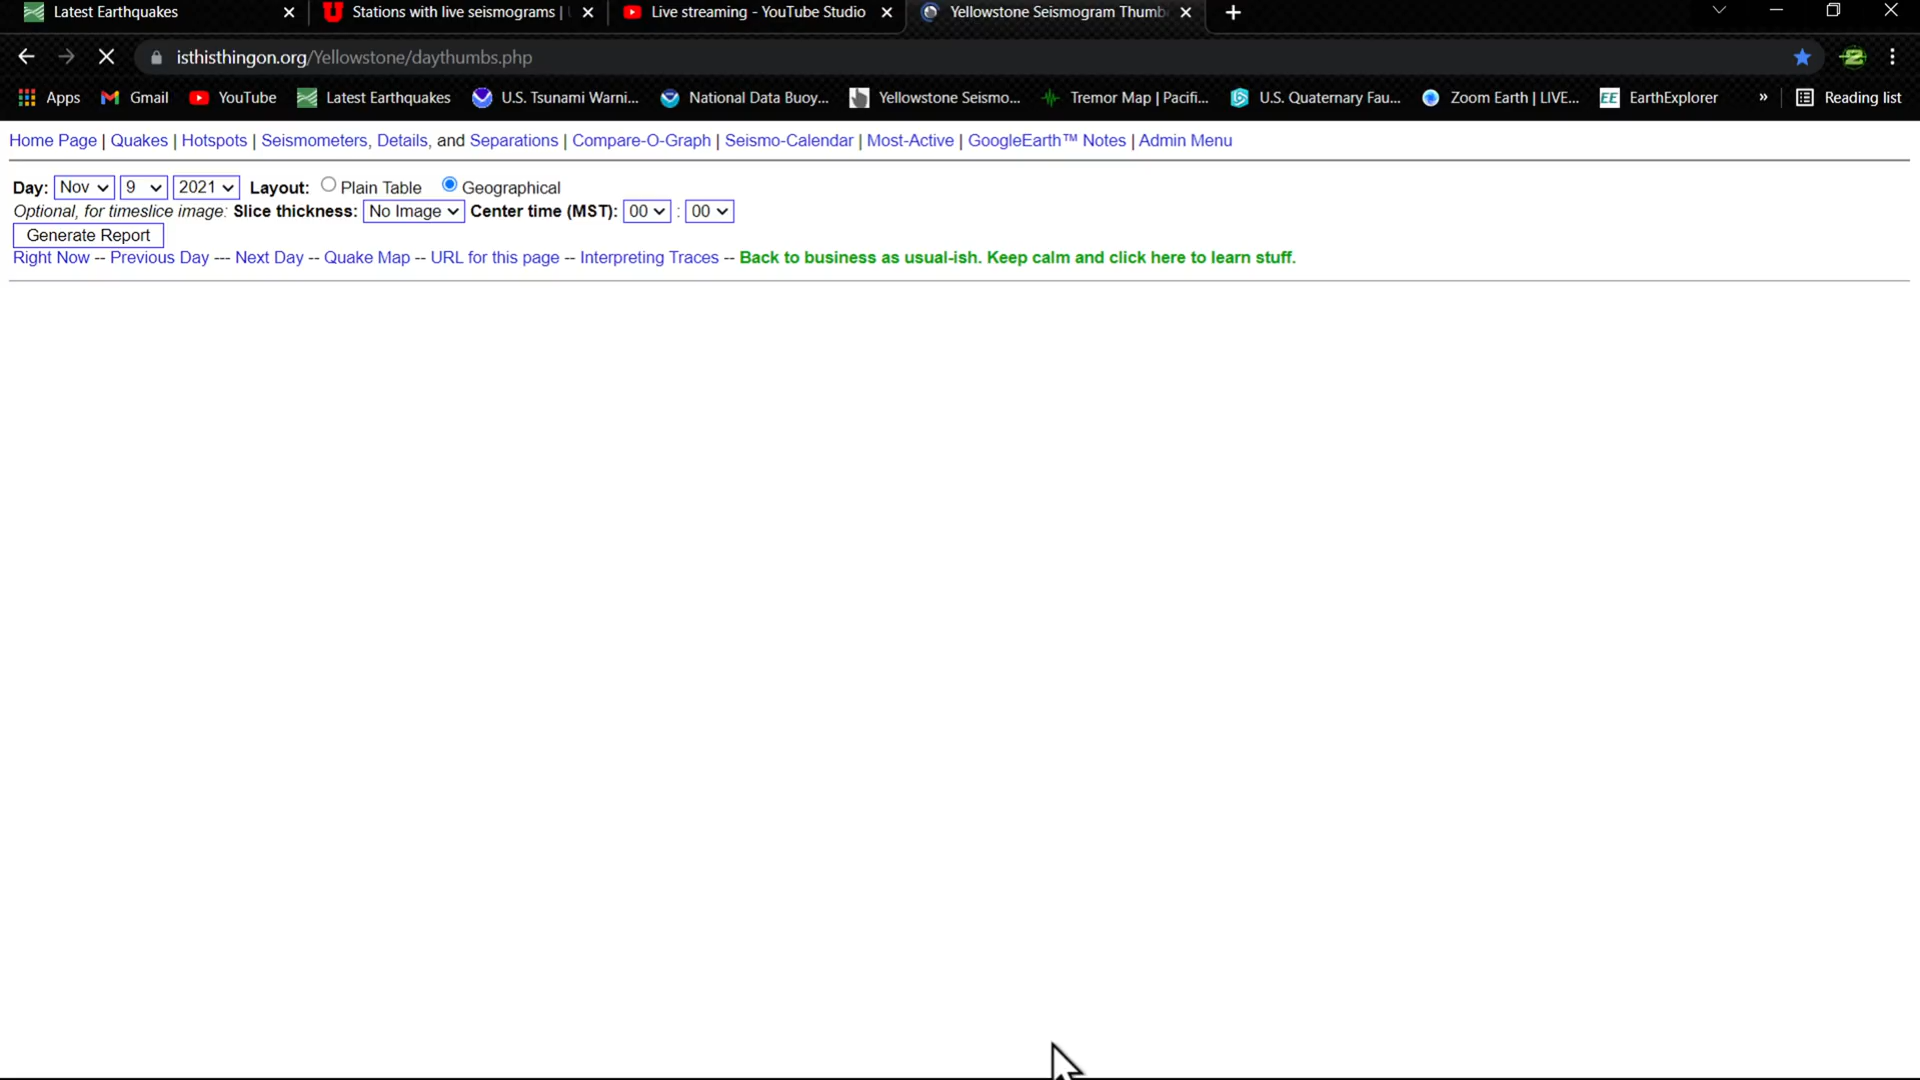 Latest Earthquakes
Stations with live seismograms |
Live streaming - YouTube Studio
Yellowstone Seismogram Thumb
isthisthingon.org/Yellowstone/daythumbs.php
Apps Gmail YouTube Latest Earthquakes U.S. Tsunami Warni... National Data Buoy... Yellowstone Seismo... Tremor Map | Pacifi... U.S. Quaternary Fau... Zoom Earth | LIVE... EE EarthExplorer » Reading list
Home Page | Quakes | Hotspots | Seismometers, Details, and Separations | Compare-O-Graph | Seismo-Calendar | Most-Active | GoogleEarth™ Notes | Admin Menu
Day: Nov 9 2021 Layout: Plain Table Geographical
Optional, for timeslice image: Slice thickness: No Image Center time (MST): 00 : 00
Generate Report
Right Now -- Previous Day --- Next Day -- Quake Map -- URL for this page -- Interpreting Traces -- Back to business as usual-ish. Keep calm and click here to learn stuff.